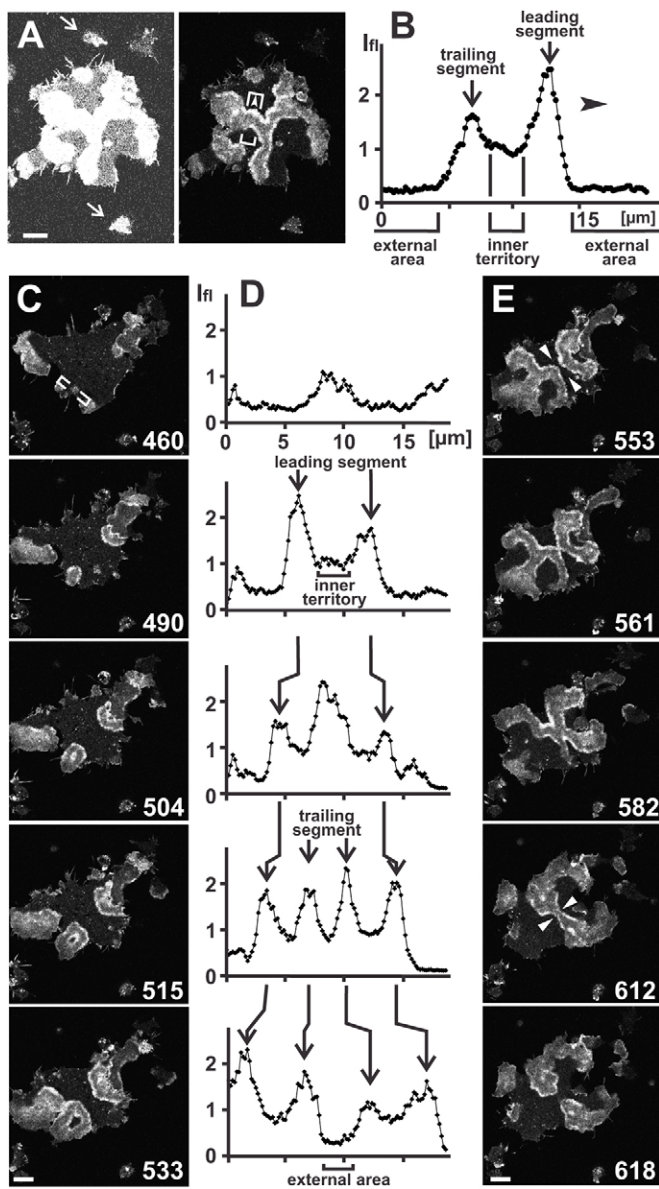 A
B
I fl
trailing
segment
leading
segment
2
1
0
0
15 [µm]
external
area
inner
territory
external
area
C
460
490
504
515
533
D
I fl
2
1
0
0 5 10 15 [µm]
leading segment
2
1
0
inner
territory
2
1
0
trailing
segment
2
1
0
2
1
0
external area
E
553
561
582
612
618